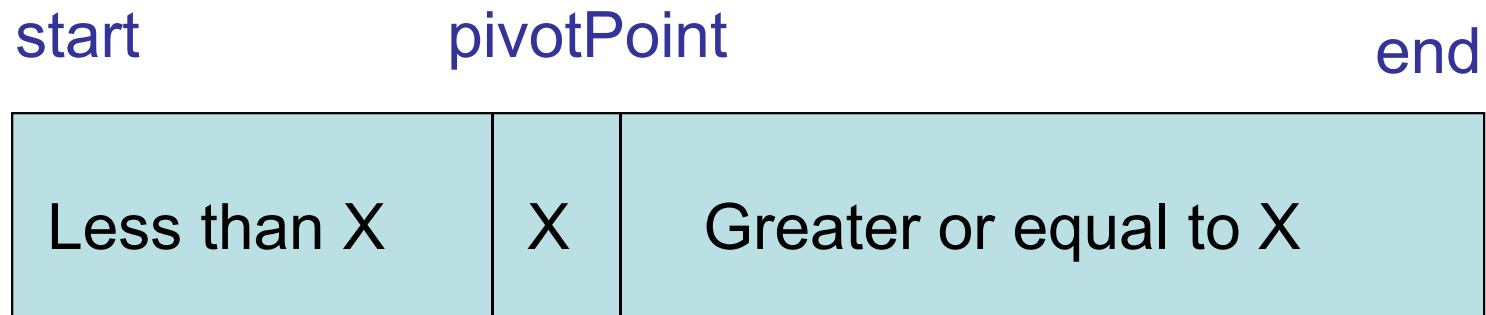 start pivotPoint end
Less than X X Greater or equal to X